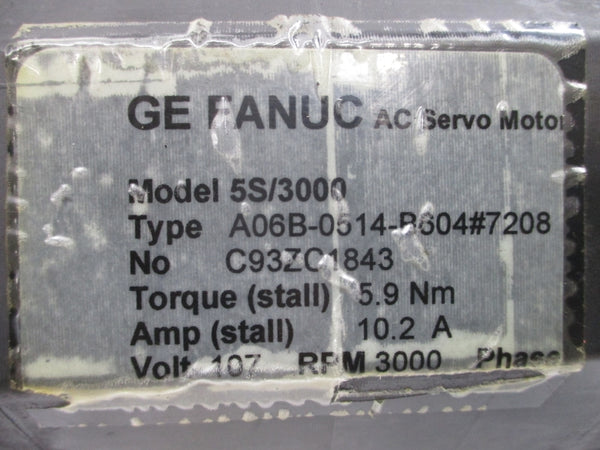 GE FANUC AC Servo Motor
Model 5S/3000
Type A06B-0514-B604#7208
No C93ZC1843
Torque (stall) 5.9 Nm
Amp (stall) 10.2 A
Volt 107 RPM 3000 Phase